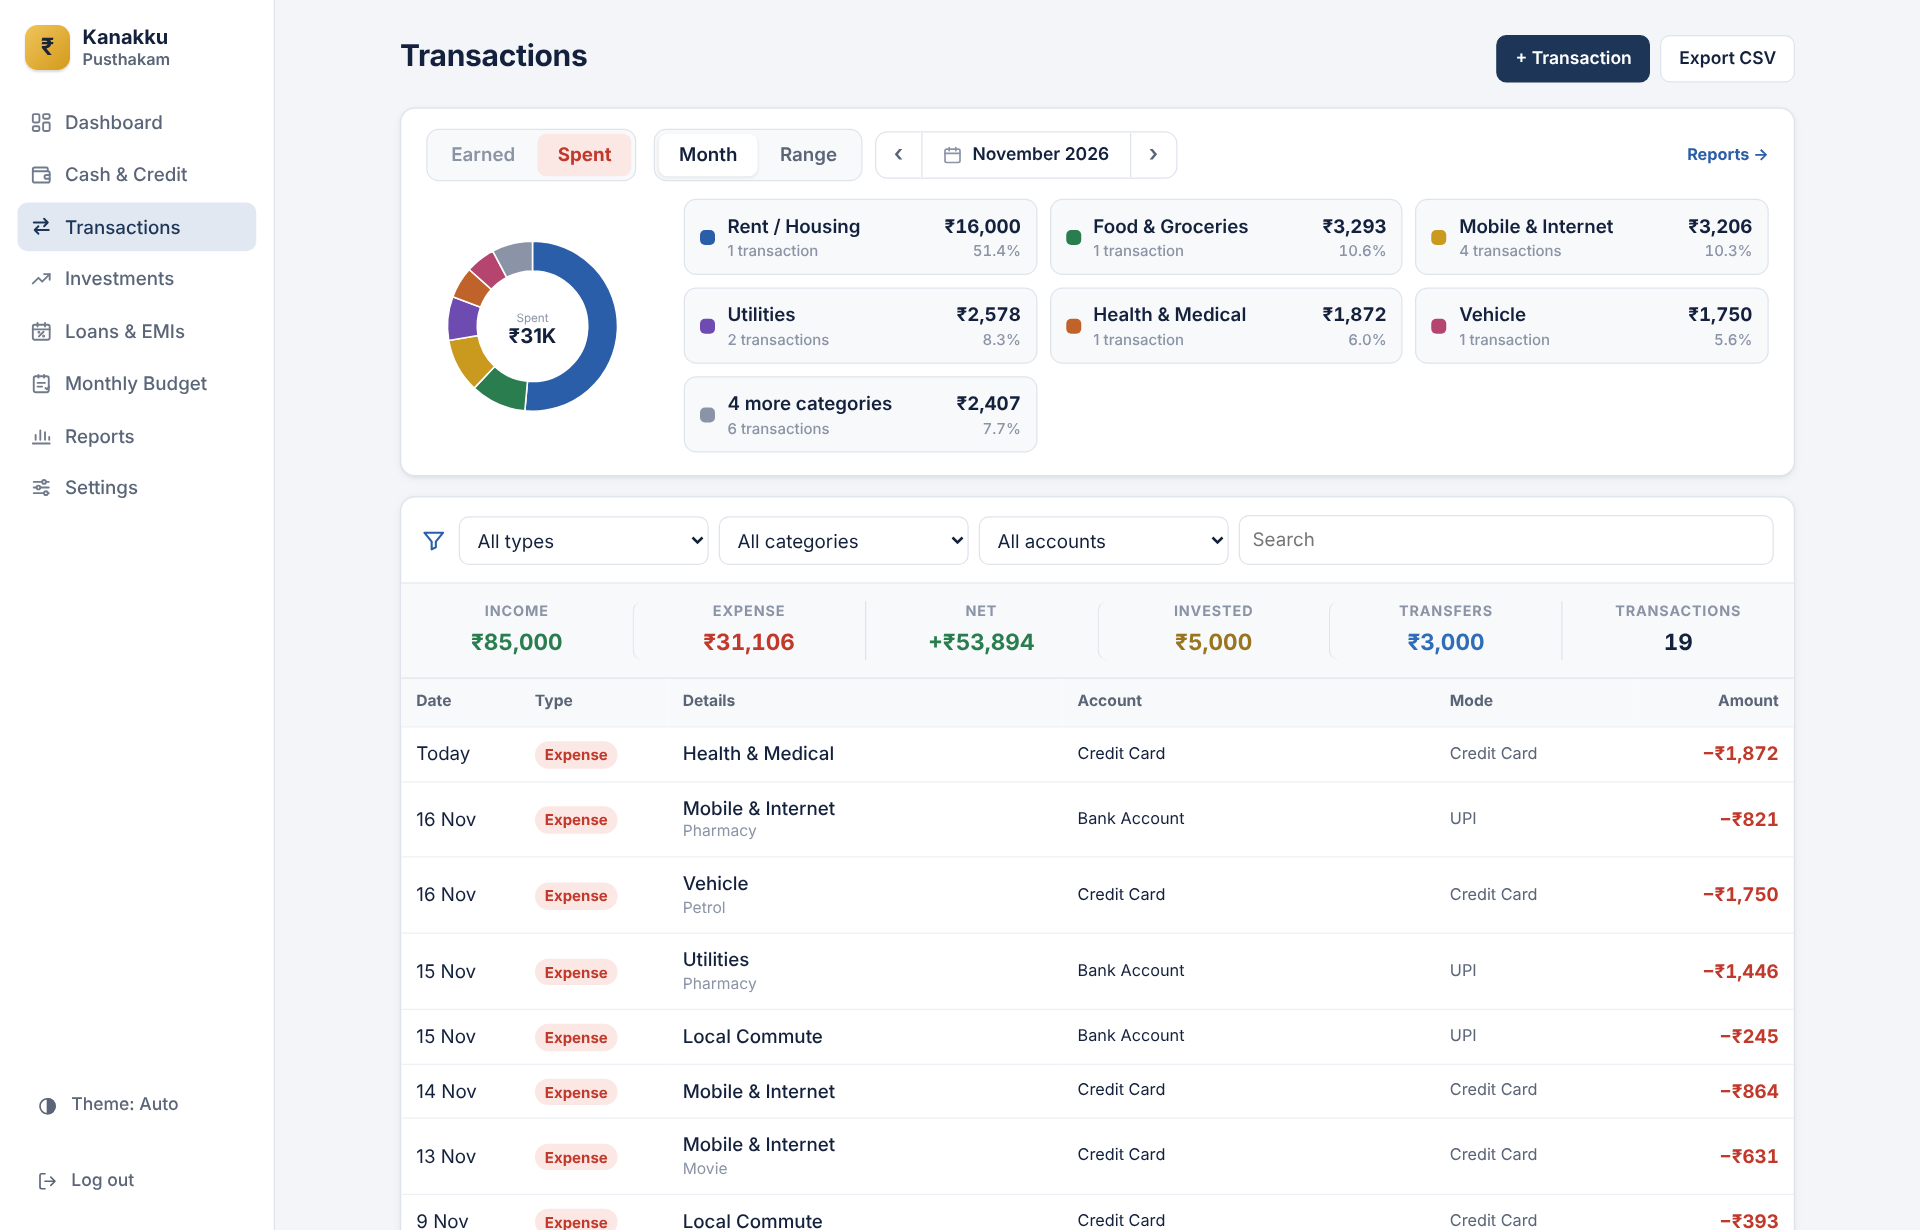 ₹
Kanakku
Pusthakam
Dashboard
Cash & Credit
Transactions
Investments
Loans & EMIs
Monthly Budget
Reports
Settings
Theme: Auto
Log out
Transactions
+ Transaction
Export CSV
Earned
Spent
Month
Range
November 2026
Reports →
Spent
₹31K
Rent / Housing ₹16,000
1 transaction 51.4%
Food & Groceries ₹3,293
1 transaction 10.6%
Mobile & Internet ₹3,206
4 transactions 10.3%
Utilities ₹2,578
2 transactions 8.3%
Health & Medical ₹1,872
1 transaction 6.0%
Vehicle ₹1,750
1 transaction 5.6%
4 more categories ₹2,407
6 transactions 7.7%
All types
All categories
All accounts
Search
INCOME EXPENSE NET INVESTED TRANSFERS TRANSACTIONS
₹85,000 ₹31,106 +₹53,894 ₹5,000 ₹3,000 19
Date Type Details Account Mode Amount
Today Expense Health & Medical Credit Card Credit Card −₹1,872
16 Nov Expense Mobile & Internet Bank Account UPI −₹821
Pharmacy
16 Nov Expense Vehicle Credit Card Credit Card −₹1,750
Petrol
15 Nov Expense Utilities Bank Account UPI −₹1,446
Pharmacy
15 Nov Expense Local Commute Bank Account UPI −₹245
14 Nov Expense Mobile & Internet Credit Card Credit Card −₹864
13 Nov Expense Mobile & Internet Credit Card Credit Card −₹631
Movie
9 Nov Expense Local Commute Credit Card Credit Card −₹393